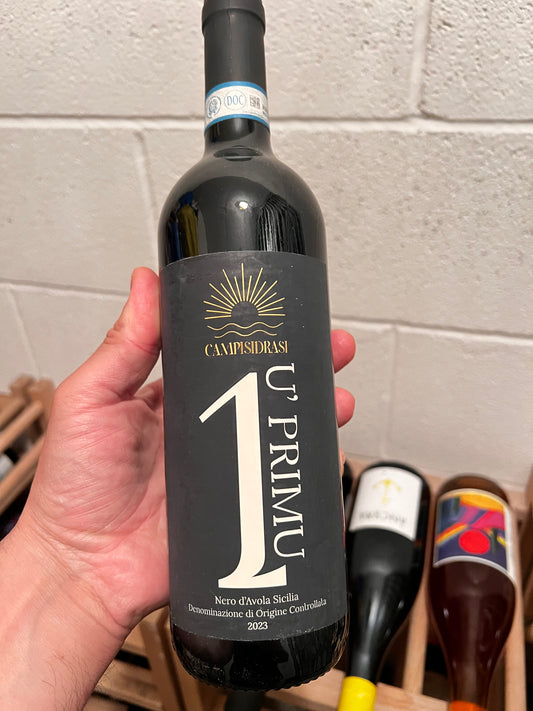 DOC
CAMPISIDRASI
1
U' PRIMU
Nero d'Avola Sicilia
Denominazione di Origine Controllata
2023